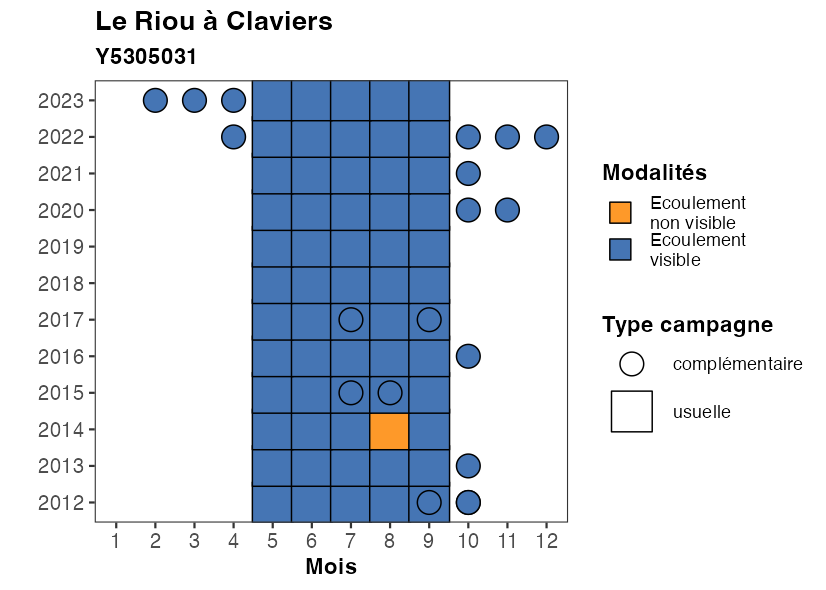 Le Riou à Claviers
Y5305031
2023
2022
2021
2020
2019
2018
2017
2016
2015
2014
2013
2012
1 2 3 4 5 6 7 8 9 10 11 12
Mois
Modalités
Ecoulement
non visible
Ecoulement
visible
Type campagne
complémentaire
usuelle